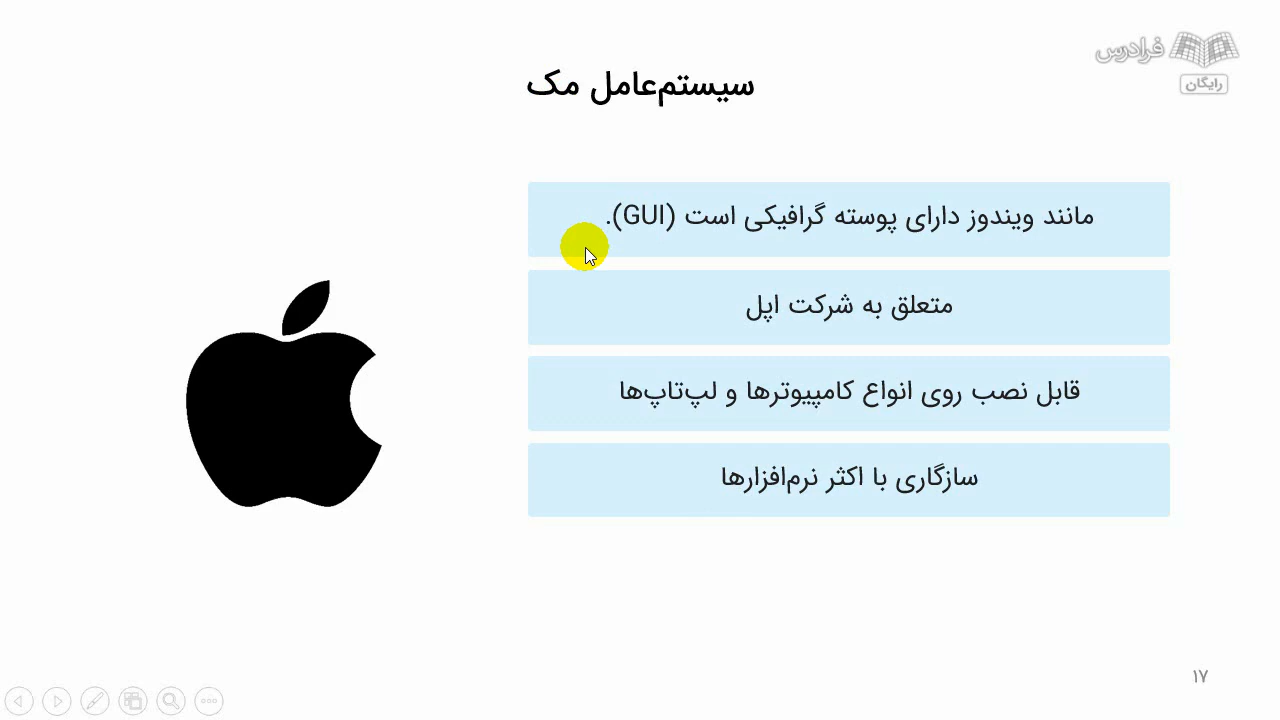 فرادرس
رایگان
سیستم‌عامل مک
مانند ویندوز دارای پوسته گرافیکی است (GUI).
متعلق به شرکت اپل
قابل نصب روی انواع کامپیوترها و لپ‌تاپ‌ها
سازگاری با اکثر نرم‌افزارها
۱۷